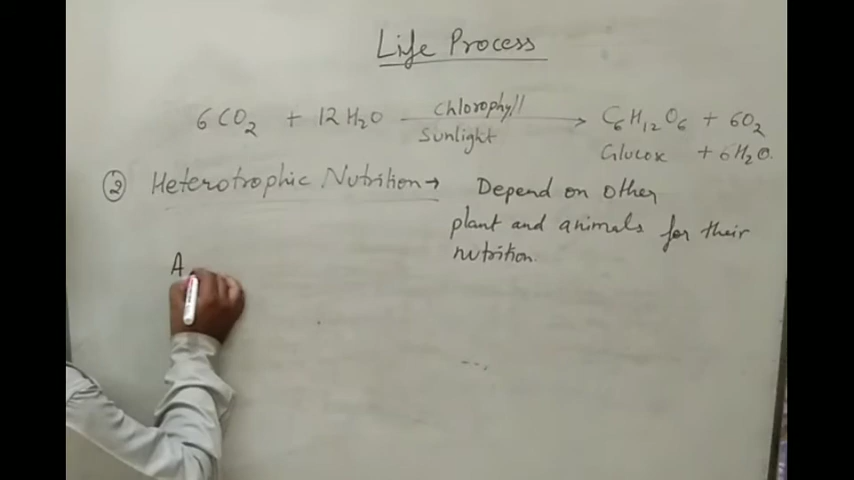 Life Process
6CO₂ + 12H₂O chlorophyll → C₆H₁₂O₆ + 6O₂
Sunlight Glucose + 6H₂O.
② Heterotrophic Nutrition → Depend on other
plant and animals for their
nutrition.
A